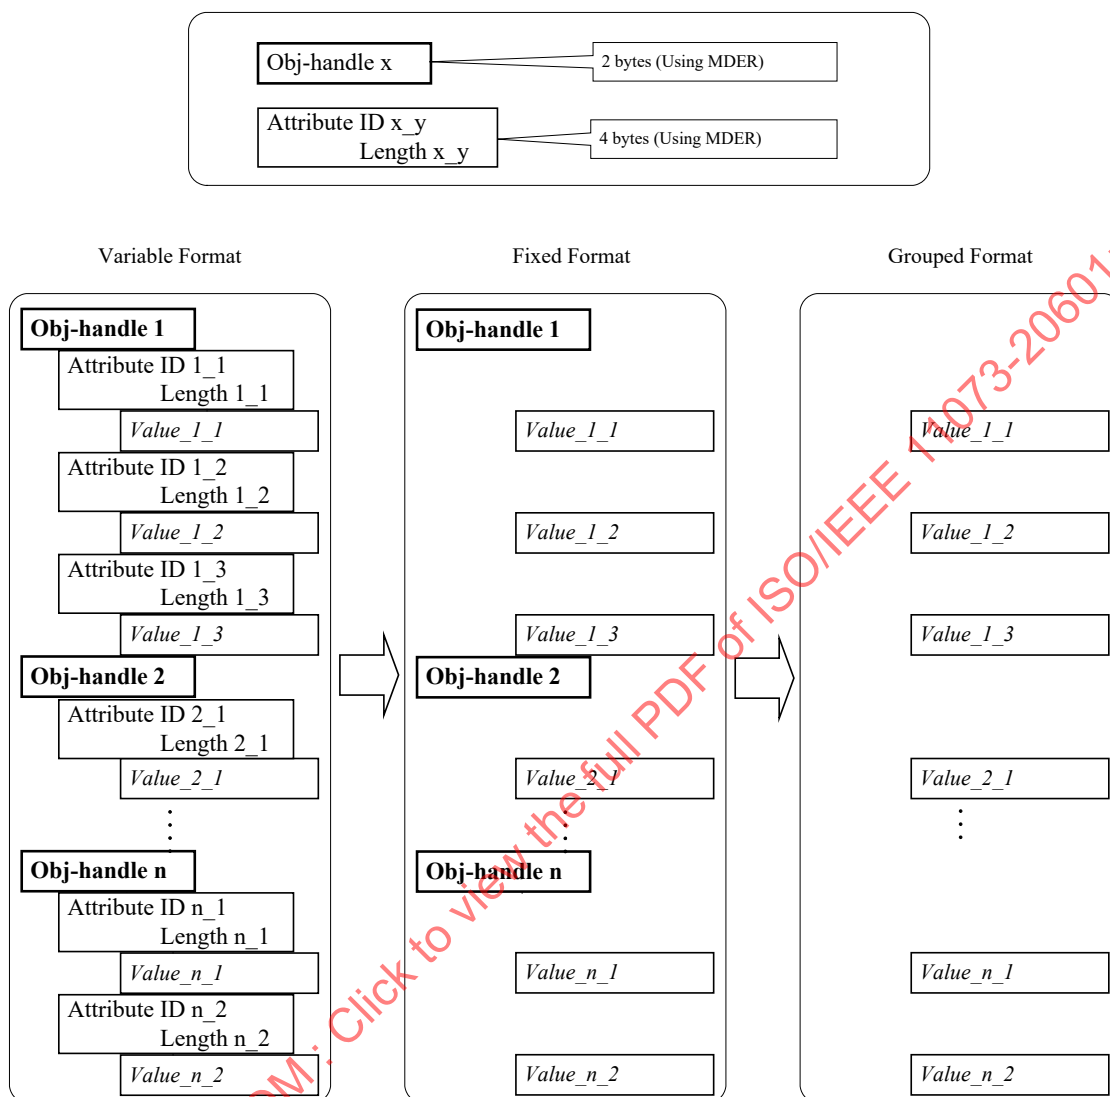 Obj-handle x
2 bytes (Using MDER)
Attribute ID x_y
Length x_y
4 bytes (Using MDER)
Variable Format
Fixed Format
Grouped Format
Obj-handle 1
Attribute ID 1_1
Length 1_1
Value_1_1
Attribute ID 1_2
Length 1_2
Value_1_2
Attribute ID 1_3
Length 1_3
Value_1_3
Obj-handle 2
Attribute ID 2_1
Length 2_1
Value_2_1
Obj-handle n
Attribute ID n_1
Length n_1
Value_n_1
Attribute ID n_2
Length n_2
Value_n_2
Obj-handle 1
Value_1_1
Value_1_2
Value_1_3
Obj-handle 2
Value_2_1
Obj-handle n
Value_n_1
Value_n_2
Value_1_1
Value_1_2
Value_1_3
Value_2_1
Value_n_1
Value_n_2
OM : Click to view the full PDF of ISO/IEEE 11073-20601: